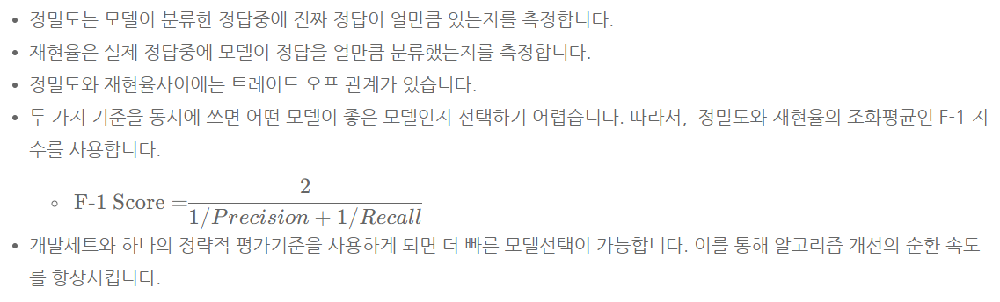 • 정밀도는 모델이 분류한 정답중에 진짜 정답이 얼만큼 있는지를 측정합니다.
• 재현율은 실제 정답중에 모델이 정답을 얼만큼 분류했는지를 측정합니다.
• 정밀도와 재현율사이에는 트레이드 오프 관계가 있습니다.
• 두 가지 기준을 동시에 쓰면 어떤 모델이 좋은 모델인지 선택하기 어렵습니다. 따라서, 정밀도와 재현율의 조화평균인 F-1 지
수를 사용합니다.
◦ F-1 Score = 2 / (1/Precision + 1/Recall)
• 개발세트와 하나의 정략적 평가기준을 사용하게 되면 더 빠른 모델선택이 가능합니다. 이를 통해 알고리즘 개선의 순환 속도
를 향상시킵니다.